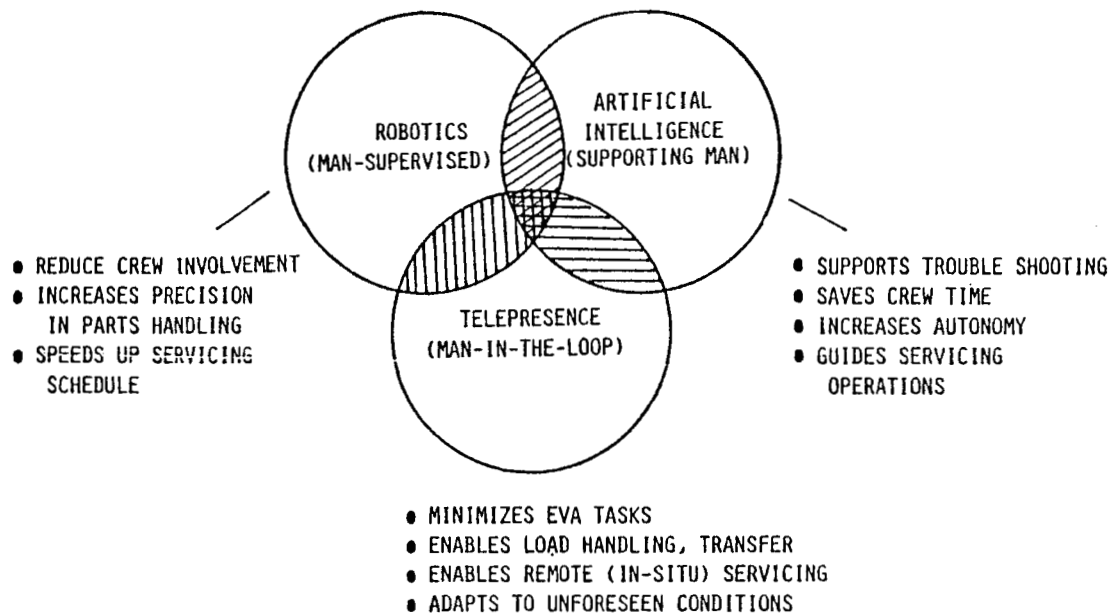 ROBOTICS
(MAN-SUPERVISED)
ARTIFICIAL
INTELLIGENCE
(SUPPORTING MAN)
TELEPRESENCE
(MAN-IN-THE-LOOP)
● REDUCE CREW INVOLVEMENT
● INCREASES PRECISION
IN PARTS HANDLING
● SPEEDS UP SERVICING
SCHEDULE
● SUPPORTS TROUBLE SHOOTING
● SAVES CREW TIME
● INCREASES AUTONOMY
● GUIDES SERVICING
OPERATIONS
● MINIMIZES EVA TASKS
● ENABLES LOAD HANDLING, TRANSFER
● ENABLES REMOTE (IN-SITU) SERVICING
● ADAPTS TO UNFORESEEN CONDITIONS